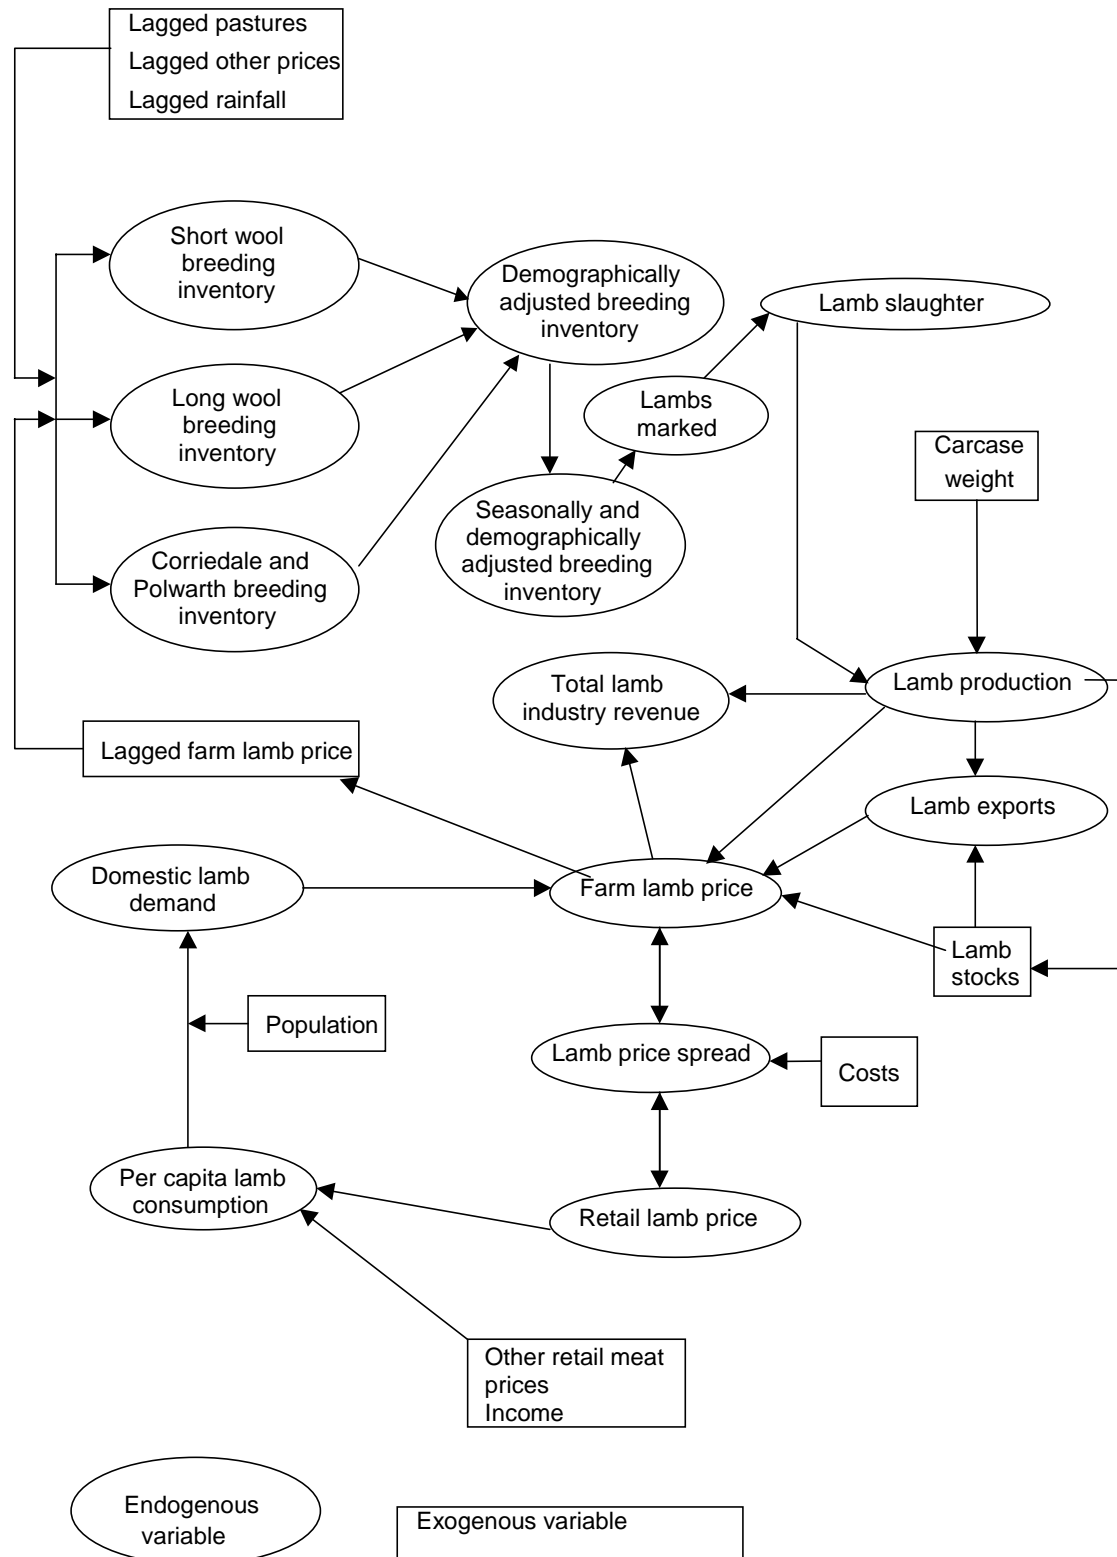 Lagged pastures
Lagged other prices
Lagged rainfall
Short wool
breeding
inventory
Demographically
adjusted breeding
inventory
Lamb slaughter
Long wool
breeding
inventory
Lambs
marked
Carcase
weight
Seasonally and
demographically
adjusted breeding
inventory
Corriedale and
Polwarth breeding
inventory
Total lamb
industry revenue
Lamb production
Lagged farm lamb price
Lamb exports
Domestic lamb
demand
Farm lamb price
Lamb
stocks
Population
Lamb price spread
Costs
Per capita lamb
consumption
Retail lamb price
Other retail meat
prices
Income
Endogenous
variable
Exogenous variable